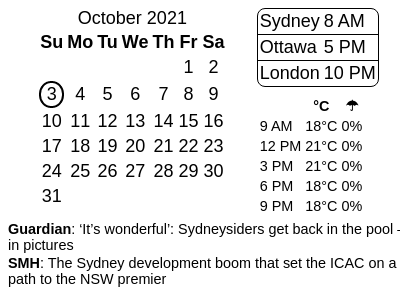 October 2021
Su Mo Tu We Th Fr Sa
1 2
3 4 5 6 7 8 9
10 11 12 13 14 15 16
17 18 19 20 21 22 23
24 25 26 27 28 29 30
31
Sydney 8 AM
Ottawa 5 PM
London 10 PM
°C ☂
9 AM 18°C 0%
12 PM 21°C 0%
3 PM 21°C 0%
6 PM 18°C 0%
9 PM 18°C 0%
Guardian: ‘It’s wonderful’: Sydneysiders get back in the pool –
in pictures
SMH: The Sydney development boom that set the ICAC on a
path to the NSW premier